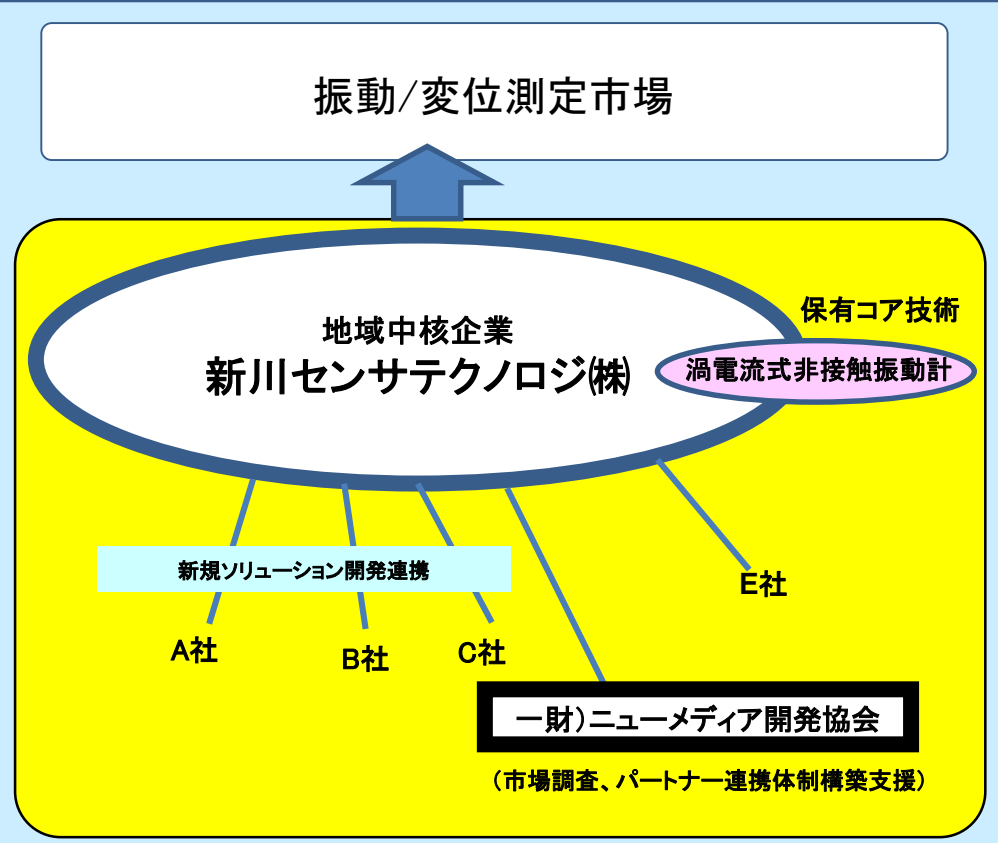 振動/変位測定市場
地域中核企業
新川センサテクノロジ㈱
保有コア技術
渦電流式非接触振動計
新規ソリューション開発連携
A社
B社
C社
E社
一財）ニューメディア開発協会
（市場調査、パートナー連携体制構築支援）